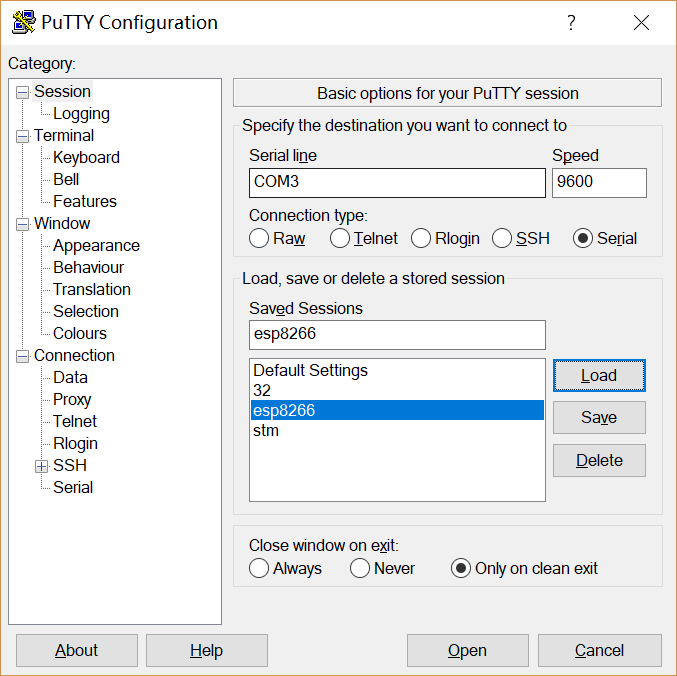 PuTTY Configuration
Category:
Session
Logging
Terminal
Keyboard
Bell
Features
Window
Appearance
Behaviour
Translation
Selection
Colours
Connection
Data
Proxy
Telnet
Rlogin
SSH
Serial
Basic options for your PuTTY session
Specify the destination you want to connect to
Serial line Speed
COM3 9600
Connection type:
Raw Telnet Rlogin SSH Serial
Load, save or delete a stored session
Saved Sessions
esp8266
Default Settings
32
esp8266
stm
Load
Save
Delete
Close window on exit:
Always Never Only on clean exit
About Help Open Cancel